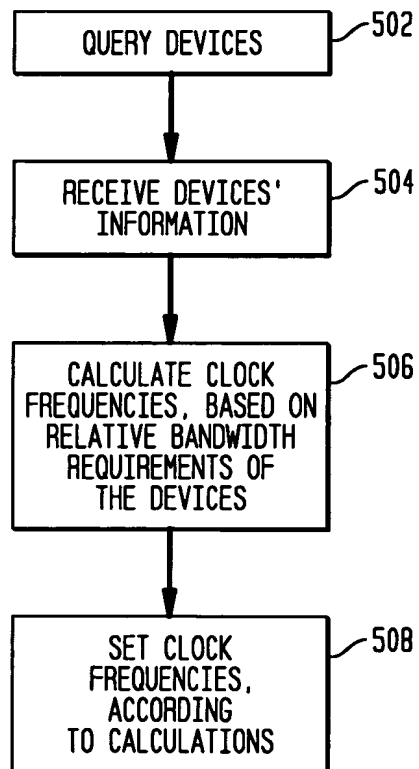 QUERY DEVICES
502
RECEIVE DEVICES'
INFORMATION
504
CALCULATE CLOCK
FREQUENCIES, BASED ON
RELATIVE BANDWIDTH
REQUIREMENTS OF
THE DEVICES
506
SET CLOCK
FREQUENCIES,
ACCORDING
TO CALCULATIONS
508